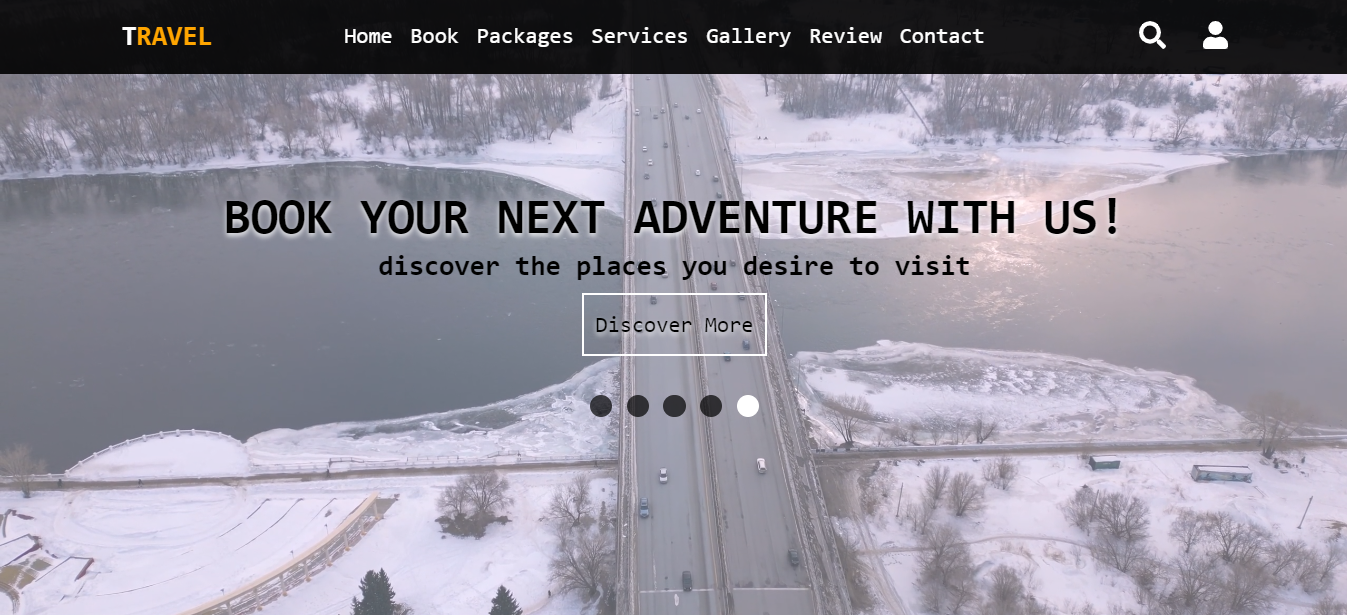 TRAVEL
Home Book Packages Services Gallery Review Contact
BOOK YOUR NEXT ADVENTURE WITH US!
discover the places you desire to visit
Discover More